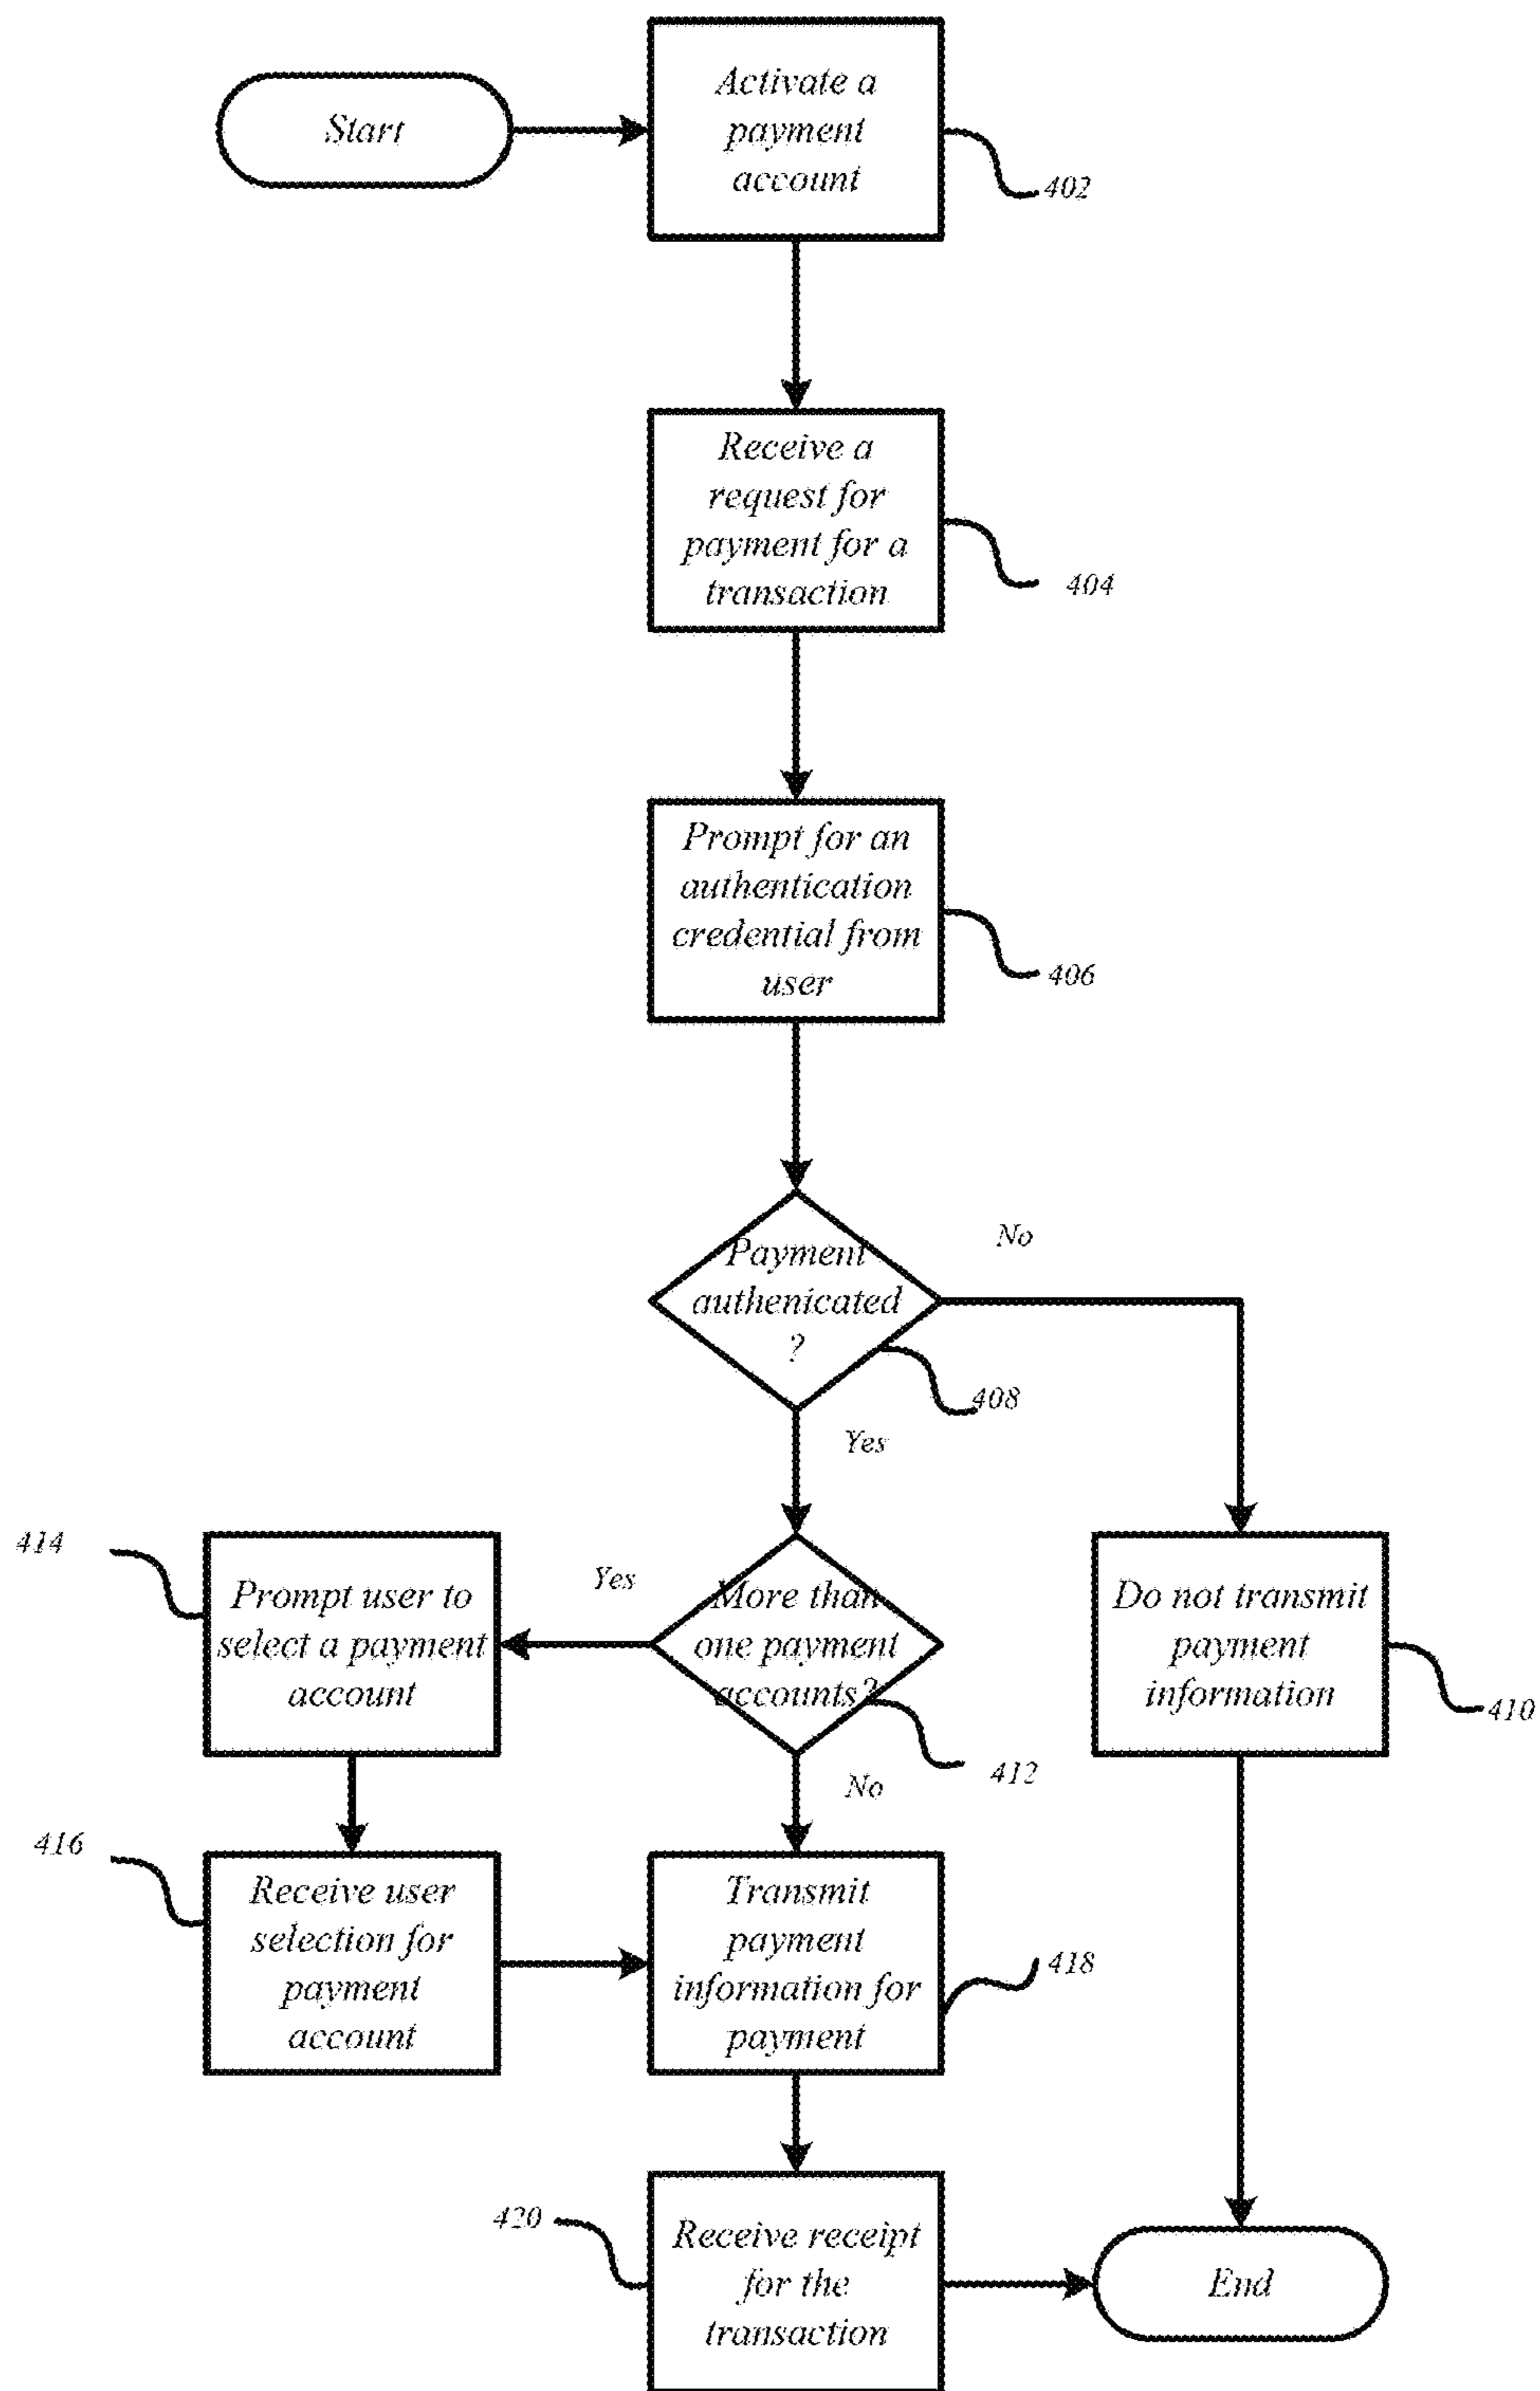 Start
Activate a
payment
account
402
Receive a
request for
payment for a
transaction
404
Prompt for an
authentication
credential from
user
406
Payment
authenicated
?
No
408
Yes
414
Prompt user to
select a payment
account
Yes
More than
one payment
accounts?
412
No
Do not transmit
payment
information
410
416
Receive user
selection for
payment
account
Transmit
payment
information for
payment
418
420
Receive receipt
for the
transaction
End